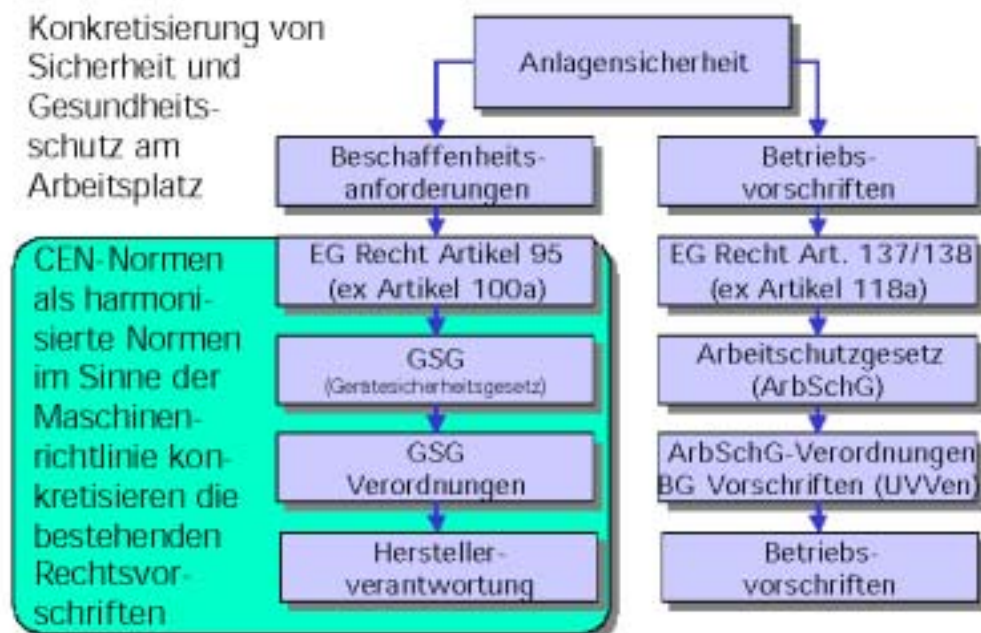 Konkretisierung von
Sicherheit und
Gesundheits-
schutz am
Arbeitsplatz
Anlagensicherheit
Beschaffenheits-
anforderungen
Betriebs-
vorschriften
CEN-Normen
als harmoni-
sierte Normen
im Sinne der
Maschinen-
richtlinie kon-
kretisieren die
bestehenden
Rechtsvor-
schriften
EG Recht Artikel 95
(ex Artikel 100a)
GSG
(Gerätesicherheitsgesetz)
GSG
Verordnungen
Hersteller-
verantwortung
EG Recht Art. 137/138
(ex Artikel 118a)
Arbeitschutzgesetz
(ArbSchG)
ArbSchG-Verordnungen
BG Vorschriften (UVVen)
Betriebs-
vorschriften